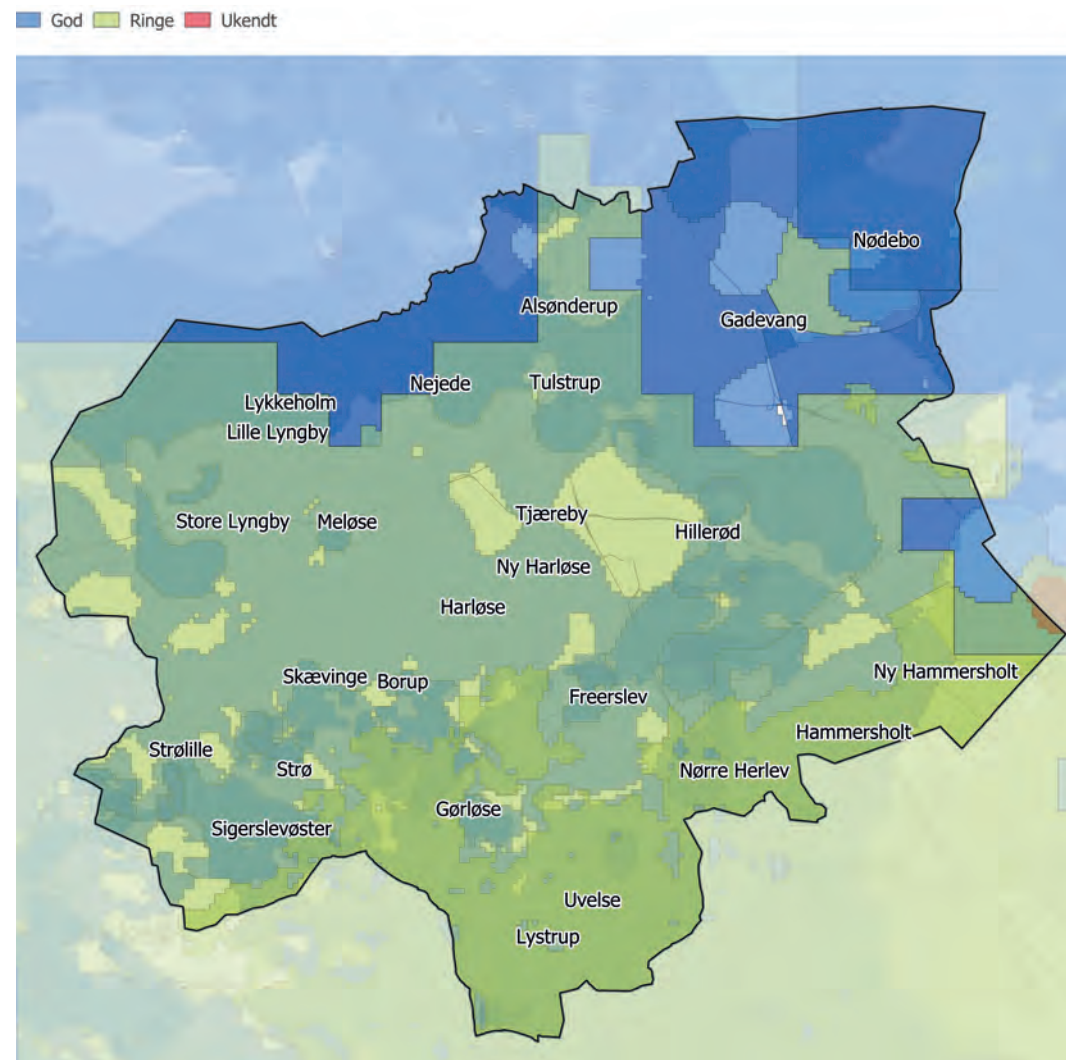 God Ringe Ukendt
Nødebo
Alsønderup
Gadevang
Nejede
Tulstrup
Lykkeholm
Lille Lyngby
Store Lyngby
Meløse
Tjæreby
Hillerød
Ny Harløse
Harløse
Skævinge
Borup
Freerslev
Ny Hammersholt
Hammersholt
Strølille
Strø
Nørre Herlev
Gørløse
Sigerslevøster
Uvelse
Lystrup